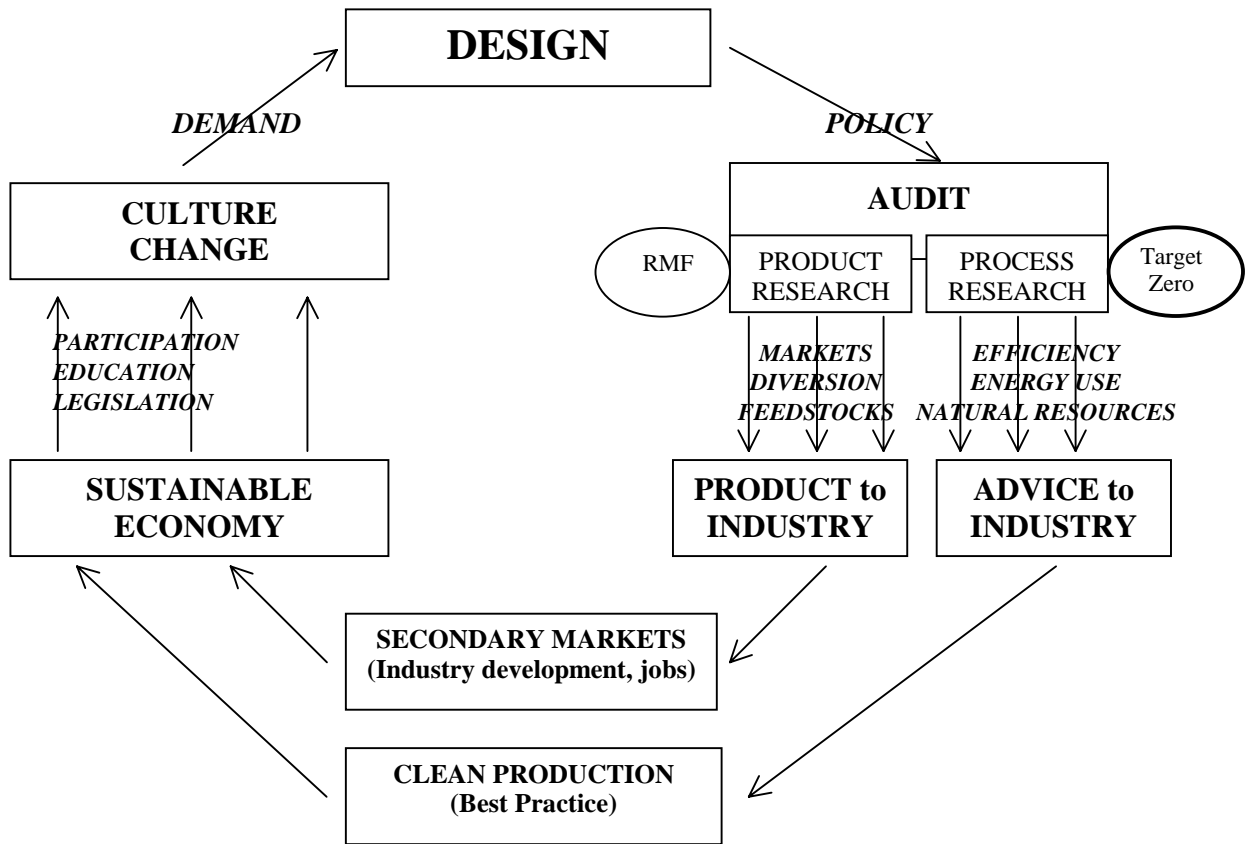 DESIGN
DEMAND
POLICY
CULTURE
CHANGE
AUDIT
RMF
PRODUCT
RESEARCH
PROCESS
RESEARCH
Target
Zero
PARTICIPATION
EDUCATION
LEGISLATION
MARKETS
DIVERSION
FEEDSTOCKS
EFFICIENCY
ENERGY USE
NATURAL RESOURCES
SUSTAINABLE
ECONOMY
PRODUCT to
INDUSTRY
ADVICE to
INDUSTRY
SECONDARY MARKETS
(Industry development, jobs)
CLEAN PRODUCTION
(Best Practice)